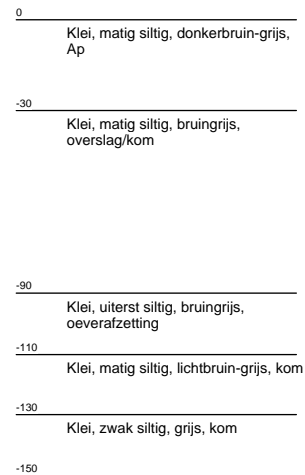 0
Klei, matig siltig, donkerbruin-grijs,
Ap
-30
Klei, matig siltig, bruingrijs,
overslag/kom
-90
Klei, uiterst siltig, bruingrijs,
oeverafzetting
-110
Klei, matig siltig, lichtbruin-grijs, kom
-130
Klei, zwak siltig, grijs, kom
-150